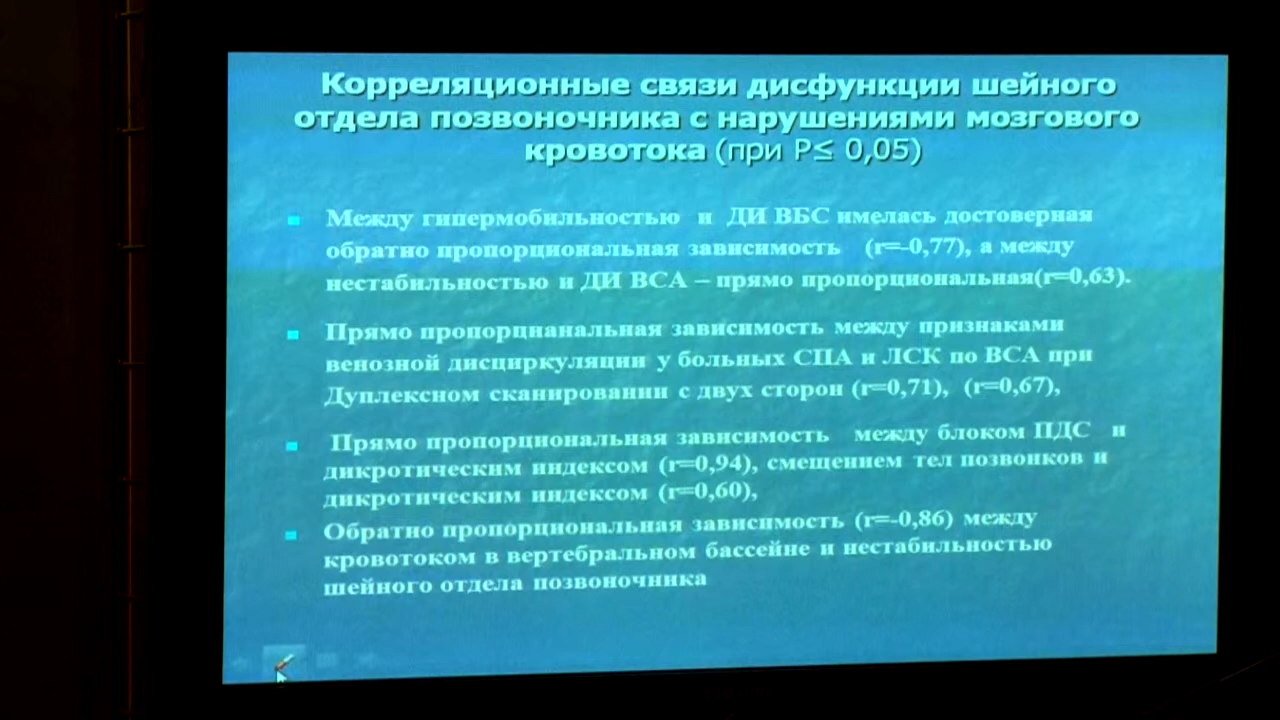 Корреляционные связи дисфункции шейного
отдела позвоночника с нарушениями мозгового
кровотока (при P≤ 0,05)
Между гипермобильностью и ДИ ВБС имелась достоверная
обратно пропорциональная зависимость (r=-0,77), а между
нестабильностью и ДИ ВСА – прямо пропорциональная(r=0,63).
Прямо пропорцианальная зависимость между признаками
венозной дисциркуляции у больных СПА и ЛСК по ВСА при
Дуплексном сканировании с двух сторон (r=0,71), (r=0,67),
Прямо пропорциональная зависимость между блоком ПДС и
дикротическим индексом (r=0,94), смещением тел позвонков и
дикротическим индексом (r=0,60),
Обратно пропорциональная зависимость (r=-0,86) между
кровотоком в вертебральном бассейне и нестабильностью
шейного отдела позвоночника